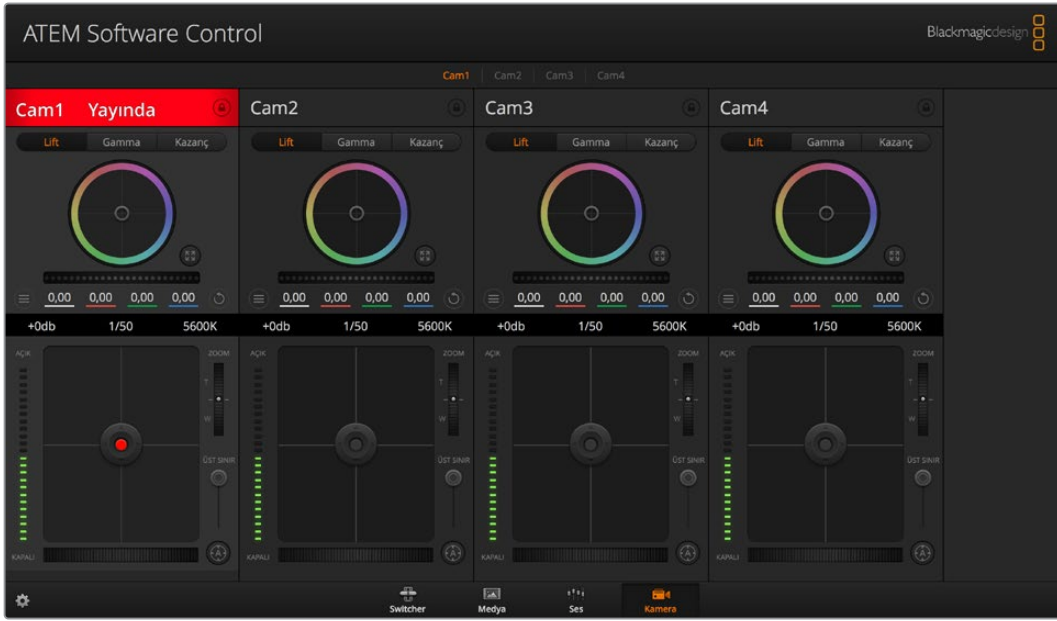 ATEM Software Control
Blackmagicdesign
Cam1 Cam2 Cam3 Cam4
Cam1 Yayında Cam2 Cam3 Cam4
Lift Gamma Kazanç Lift Gamma Kazanç Lift Gamma Kazanç Lift Gamma Kazanç
0,00 0,00 0,00 0,00 0,00 0,00 0,00 0,00 0,00 0,00 0,00 0,00 0,00 0,00 0,00 0,00
+0db 1/50 5600K +0db 1/50 5600K +0db 1/50 5600K +0db 1/50 5600K
AÇIK ZOOM AÇIK ZOOM AÇIK ZOOM AÇIK ZOOM
T T T T
W W W W
ÜST SINIR ÜST SINIR ÜST SINIR ÜST SINIR
KAPALI A KAPALI A KAPALI A KAPALI A
Switcher Medya Ses Kamera